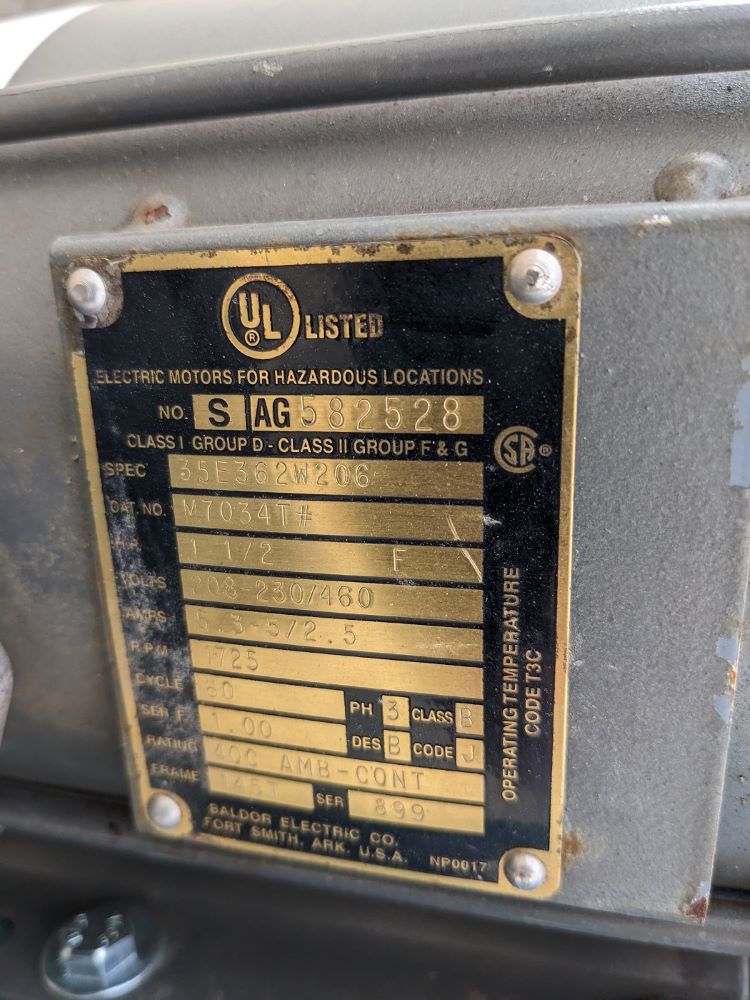 UL® LISTED
ELECTRIC MOTORS FOR HAZARDOUS LOCATIONS
NO. S AG 582528
CLASS I GROUP D - CLASS II GROUP F & G SA®
SPEC 35E362W206
CAT. NO. M7034T#
H.P. 1 1/2 F
VOLTS 208 230/460
AMPS 5.3-5/2.5
R.P.M. 1725
CYCLE 60 PH 3 CLASS B
SER. F. 1.00 DES B CODE J
RATING 40C AMB-CONT
FRAME 145T SER 899
BALDOR ELECTRIC CO.
FORT SMITH, ARK. U.S.A. NP0017
OPERATING TEMPERATURE
CODE T3C